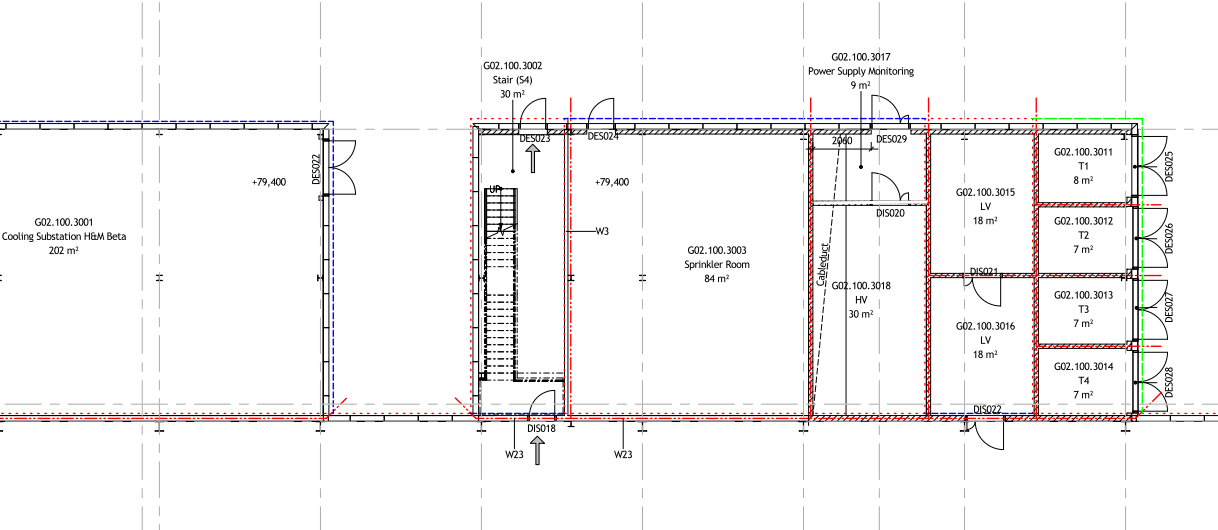 G02.100.3017
Power Supply Monitoring
9 m²
G02.100.3002
Stair (S4)
30 m²
DES023
DES024
2060
DES029
DES022
+79,400
UP
+79,400
G02.100.3011
T1
8 m²
DES025
G02.100.3015
LV
18 m²
DIS020
G02.100.3001
Cooling Substation H&M Beta
202 m²
W3
G02.100.3012
T2
7 m²
DES026
G02.100.3003
Sprinkler Room
84 m²
Cableduct
DIS021
G02.100.3018
HV
30 m²
G02.100.3013
T3
7 m²
DES027
G02.100.3016
LV
18 m²
G02.100.3014
T4
7 m²
DES028
DIS022
DIS018
W23
W23